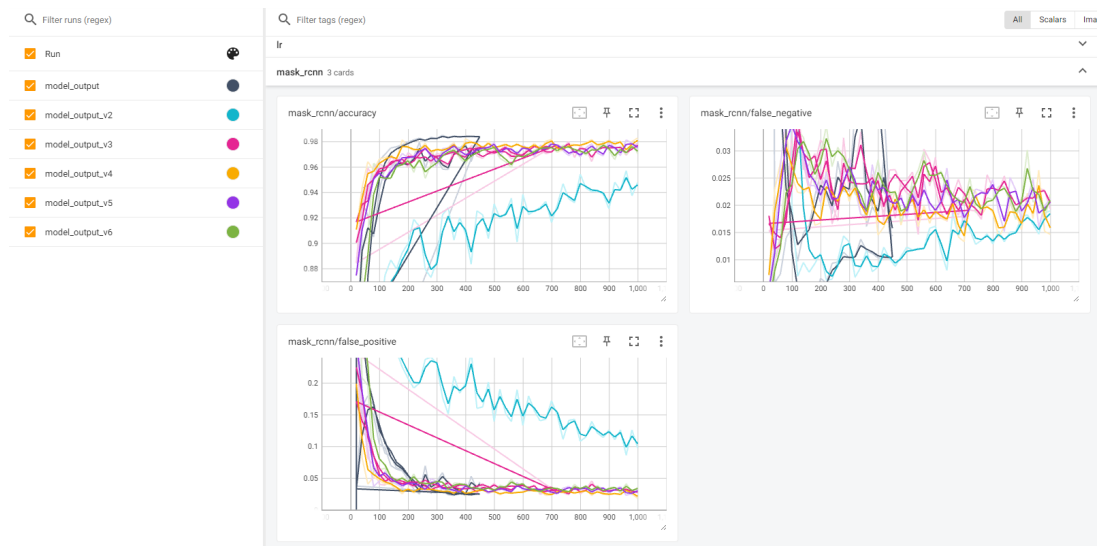 Filter runs (regex)
Filter tags (regex)
All
Scalars
Ima
Run
lr
mask_rcnn 3 cards
model_output
model_output_v2
model_output_v3
model_output_v4
model_output_v5
model_output_v6
mask_rcnn/accuracy
0.98
0.96
0.94
0.92
0.9
0.88
0 100 200 300 400 500 600 700 800 900 1,000
mask_rcnn/false_negative
0.03
0.025
0.02
0.015
0.01
0 100 200 300 400 500 600 700 800 900 1,000
mask_rcnn/false_positive
0.2
0.15
0.1
0.05
0 100 200 300 400 500 600 700 800 900 1,000